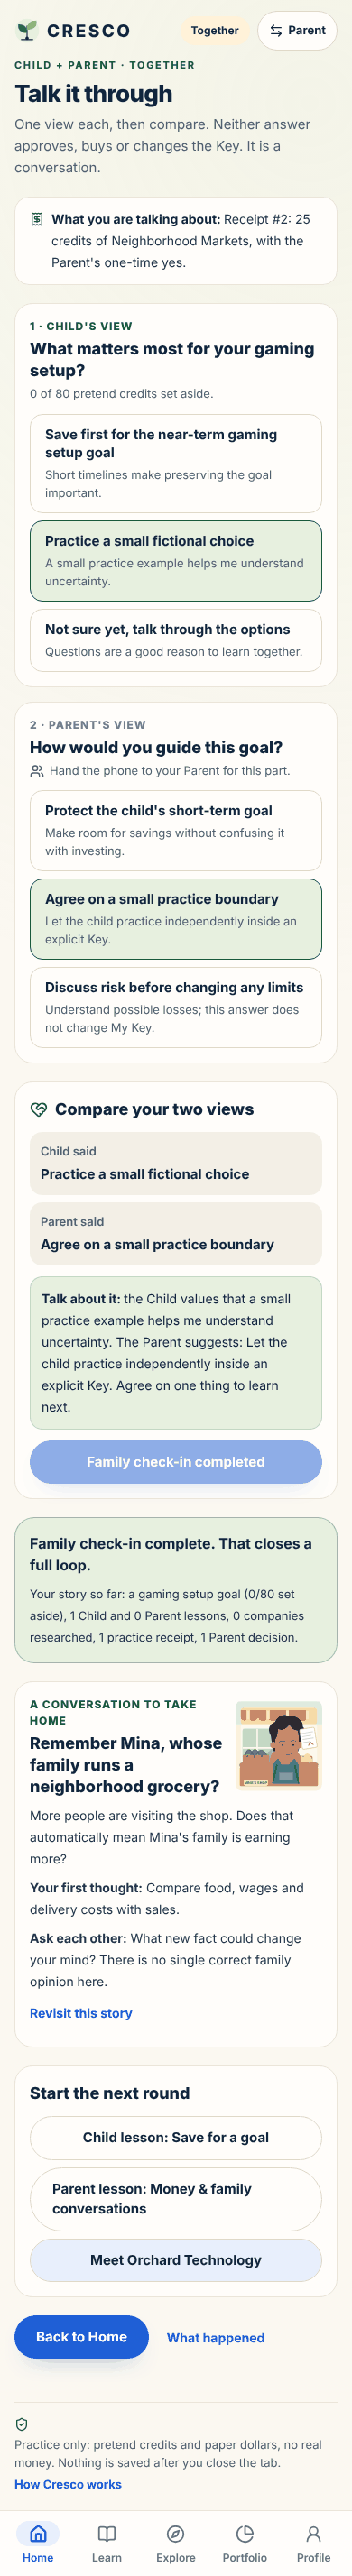 CRESCO
Together
Parent
CHILD + PARENT · TOGETHER
Talk it through
One view each, then compare. Neither answer
approves, buys or changes the Key. It is a
conversation.
What you are talking about: Receipt #2: 25
credits of Neighborhood Markets, with the
Parent's one-time yes.
1 · CHILD'S VIEW
What matters most for your gaming
setup?
0 of 80 pretend credits set aside.
Save first for the near-term gaming
setup goal
Short timelines make preserving the goal
important.
Practice a small fictional choice
A small practice example helps me understand
uncertainty.
Not sure yet, talk through the options
Questions are a good reason to learn together.
2 · PARENT'S VIEW
How would you guide this goal?
Hand the phone to your Parent for this part.
Protect the child's short-term goal
Make room for savings without confusing it
with investing.
Agree on a small practice boundary
Let the child practice independently inside an
explicit Key.
Discuss risk before changing any limits
Understand possible losses; this answer does
not change My Key.
Compare your two views
Child said
Practice a small fictional choice
Parent said
Agree on a small practice boundary
Talk about it: the Child values that a small
practice example helps me understand
uncertainty. The Parent suggests: Let the
child practice independently inside an
explicit Key. Agree on one thing to learn
next.
Family check-in completed
Family check-in complete. That closes a
full loop.
Your story so far: a gaming setup goal (0/80 set
aside), 1 Child and 0 Parent lessons, 0 companies
researched, 1 practice receipt, 1 Parent decision.
A CONVERSATION TO TAKE
HOME
Remember Mina, whose
family runs a
neighborhood grocery?
MINA'S SHOP
More people are visiting the shop. Does that
automatically mean Mina's family is earning
more?
Your first thought: Compare food, wages and
delivery costs with sales.
Ask each other: What new fact could change
your mind? There is no single correct family
opinion here.
Revisit this story
Start the next round
Child lesson: Save for a goal
Parent lesson: Money & family
conversations
Meet Orchard Technology
Back to Home
What happened
Practice only: pretend credits and paper dollars, no real
money. Nothing is saved after you close the tab.
How Cresco works
Home
Learn
Explore
Portfolio
Profile